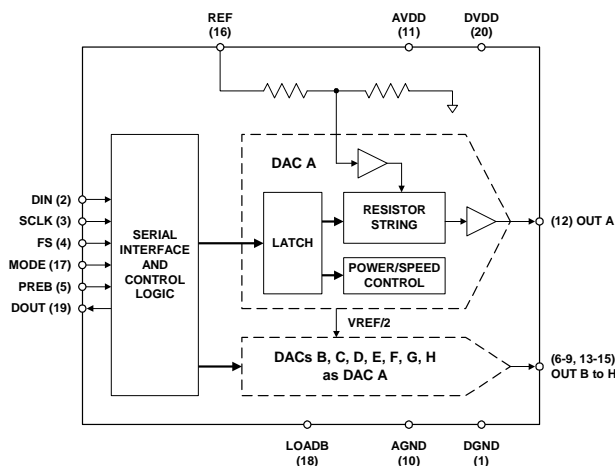 REF
(16)
AVDD
(11)
DVDD
(20)
DAC A
DIN (2)
SCLK (3)
FS (4)
MODE (17)
PREB (5)
DOUT (19)
SERIAL
INTERFACE
AND
CONTROL
LOGIC
LATCH
RESISTOR
STRING
POWER/SPEED
CONTROL
(12) OUT A
VREF/2
DACs B, C, D, E, F, G, H
as DAC A
(6-9, 13-15)
OUT B to H
LOADB
(18)
AGND
(10)
DGND
(1)